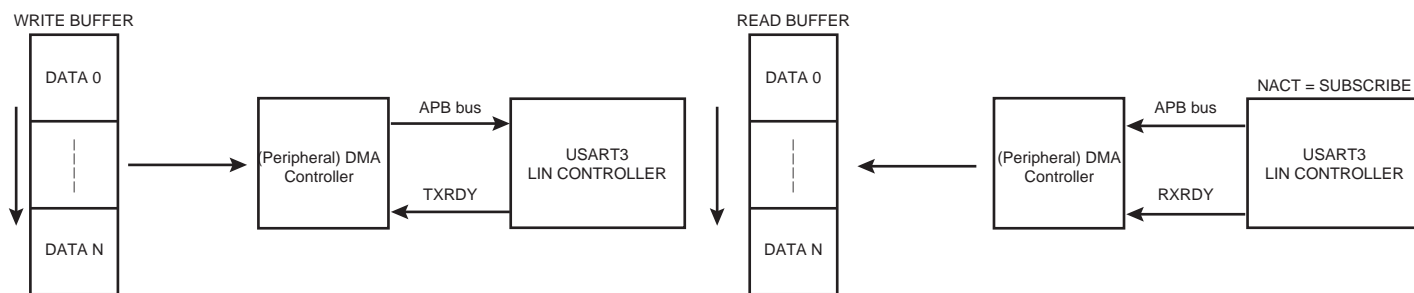 WRITE BUFFER
DATA 0
DATA N
(Peripheral) DMA
Controller
APB bus
TXRDY
USART3
LIN CONTROLLER
READ BUFFER
DATA 0
DATA N
(Peripheral) DMA
Controller
APB bus
RXRDY
NACT = SUBSCRIBE
USART3
LIN CONTROLLER